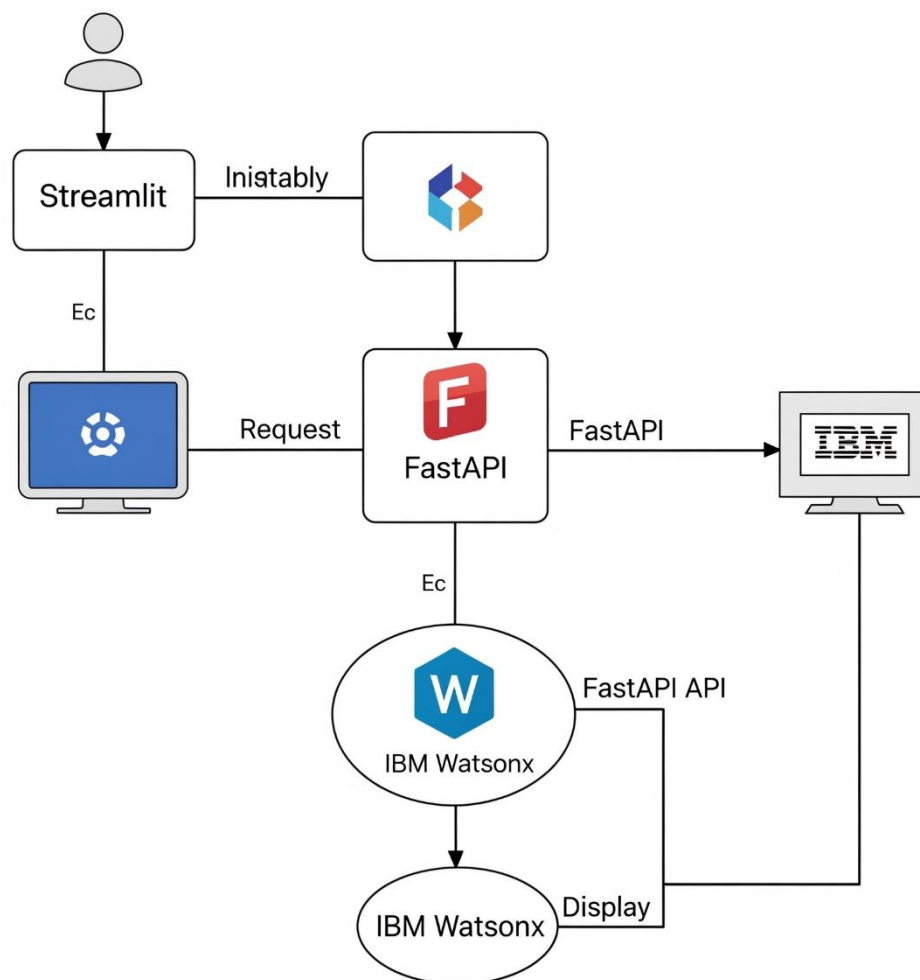 Streamlit
Inistably
Ec
Request
F
FastAPI
FastAPI
IBM
Ec
W
IBM Watsonx
FastAPI API
IBM Watsonx
Display